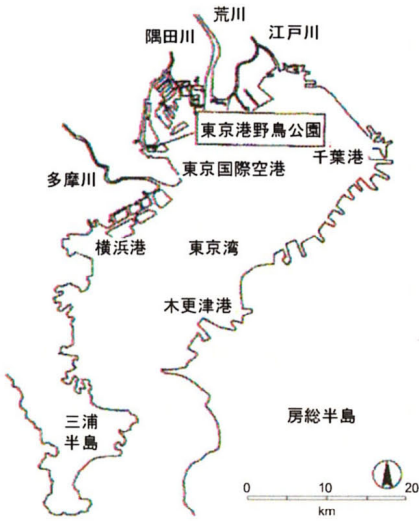 荒川
隅田川
江戸川
東京港野鳥公園
千葉港
東京国際空港
多摩川
横浜港
東京湾
木更津港
三浦
半島
房総半島
0 10 20
km